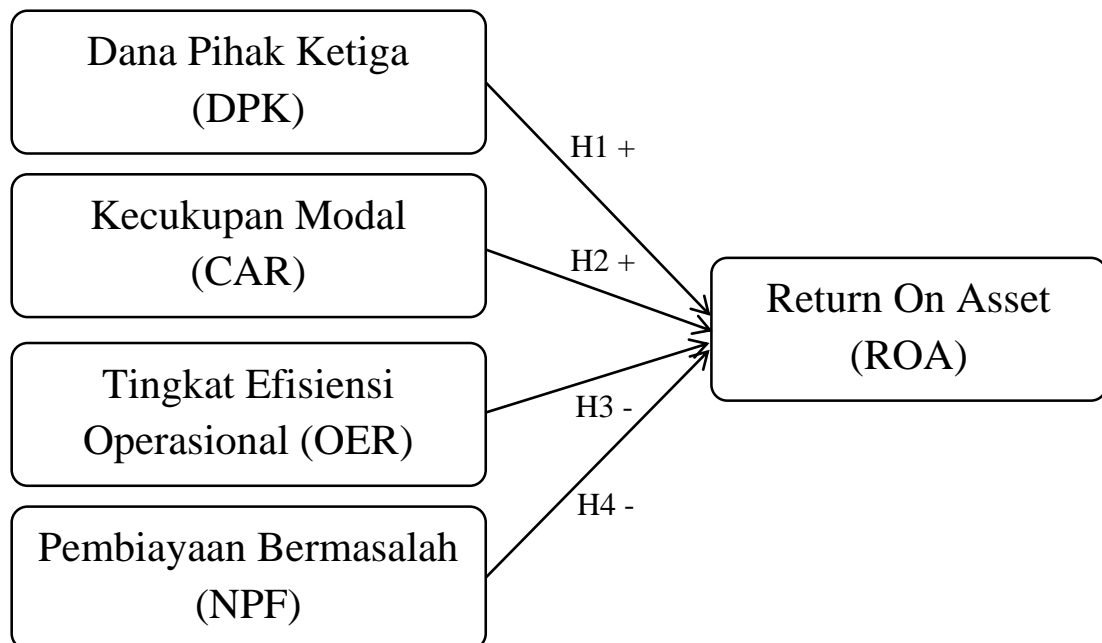 Dana Pihak Ketiga
(DPK)
H1 +
Kecukupan Modal
(CAR)
H2 +
Return On Asset
(ROA)
Tingkat Efisiensi
Operasional (OER)
H3 -
Pembiayaan Bermasalah
(NPF)
H4 -